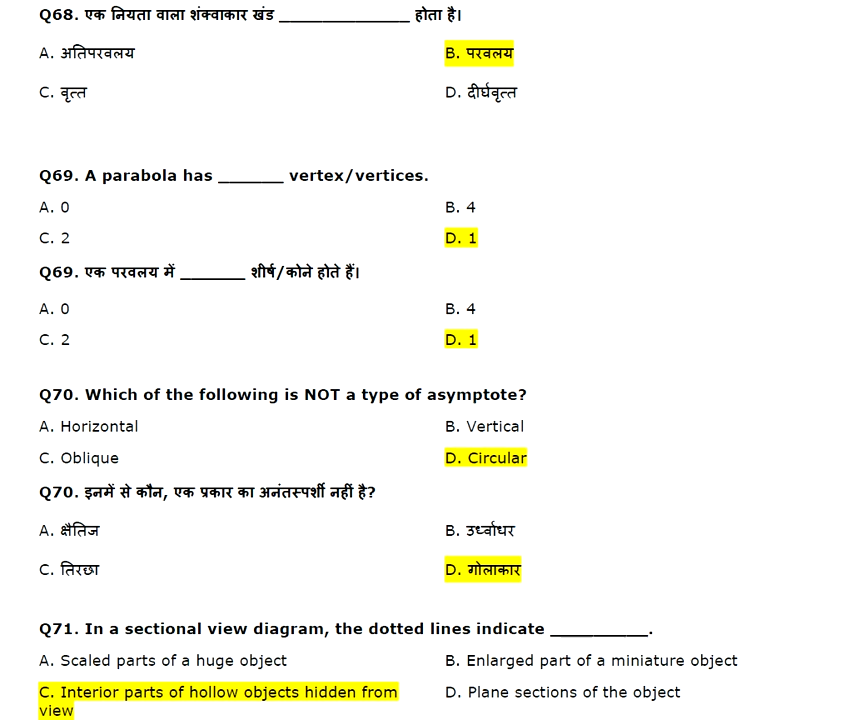 Q68. एक नियता वाला शंक्वाकार खंड ________________ होता है।
A. अतिपरवलय B. परवलय
C. वृत्त D. दीर्घवृत्त
Q69. A parabola has ________ vertex/vertices.
A. 0 B. 4
C. 2 D. 1
Q69. एक परवलय में ________ शीर्ष/कोने होते हैं।
A. 0 B. 4
C. 2 D. 1
Q70. Which of the following is NOT a type of asymptote?
A. Horizontal B. Vertical
C. Oblique D. Circular
Q70. इनमें से कौन, एक प्रकार का अनंतस्पर्शी नहीं है?
A. क्षैतिज B. उर्ध्वाधर
C. तिरछा D. गोलाकार
Q71. In a sectional view diagram, the dotted lines indicate ____________.
A. Scaled parts of a huge object B. Enlarged part of a miniature object
C. Interior parts of hollow objects hidden from D. Plane sections of the object
view